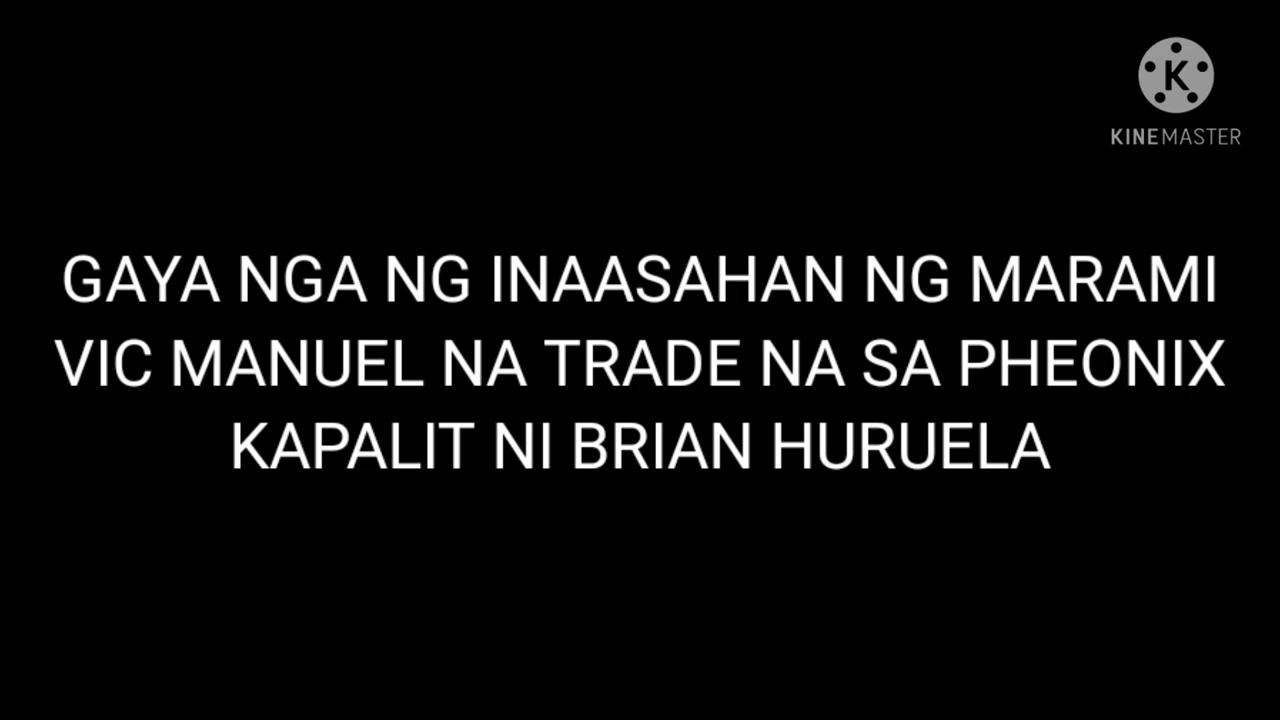 K
KINEMASTER
GAYA NGA NG INAASAHAN NG MARAMI
VIC MANUEL NA TRADE NA SA PHEONIX
KAPALIT NI BRIAN HURUELA